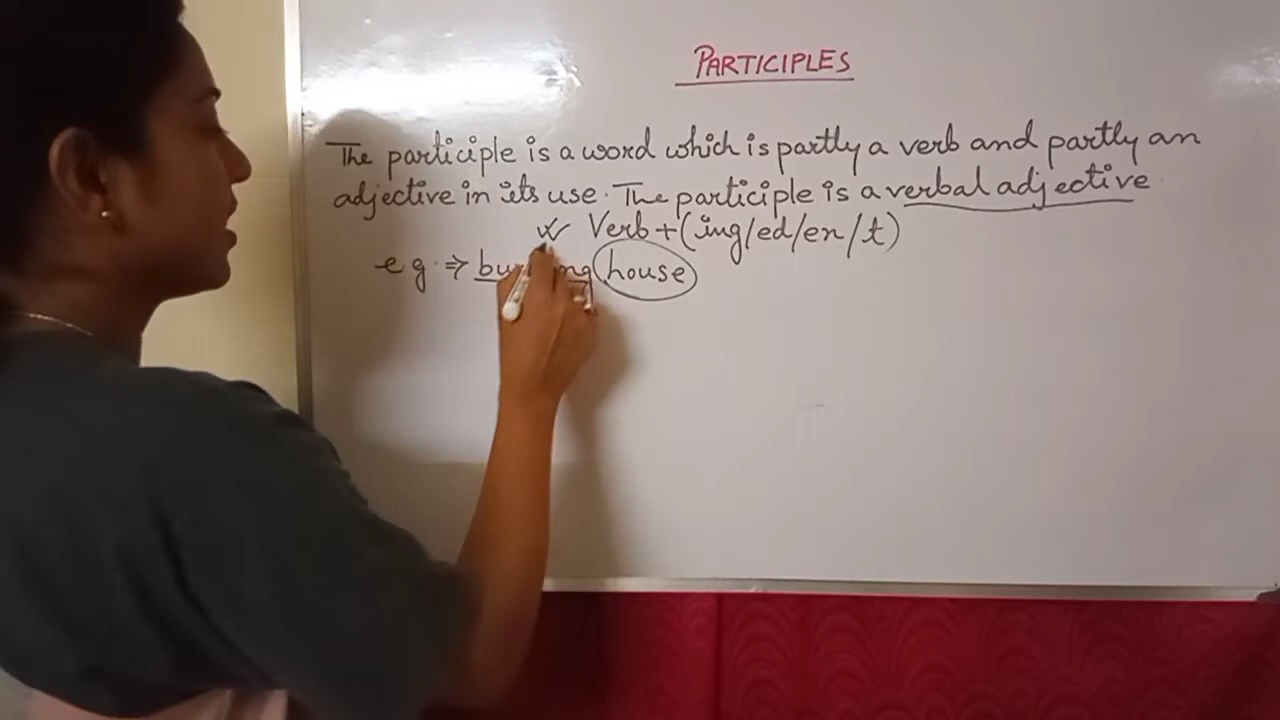 PARTICIPLES
The participle is a word which is partly a verb and partly an
adjective in its use. The participle is a verbal adjective
Verb + (ing/ed/en/t)
e.g. ⇒ house